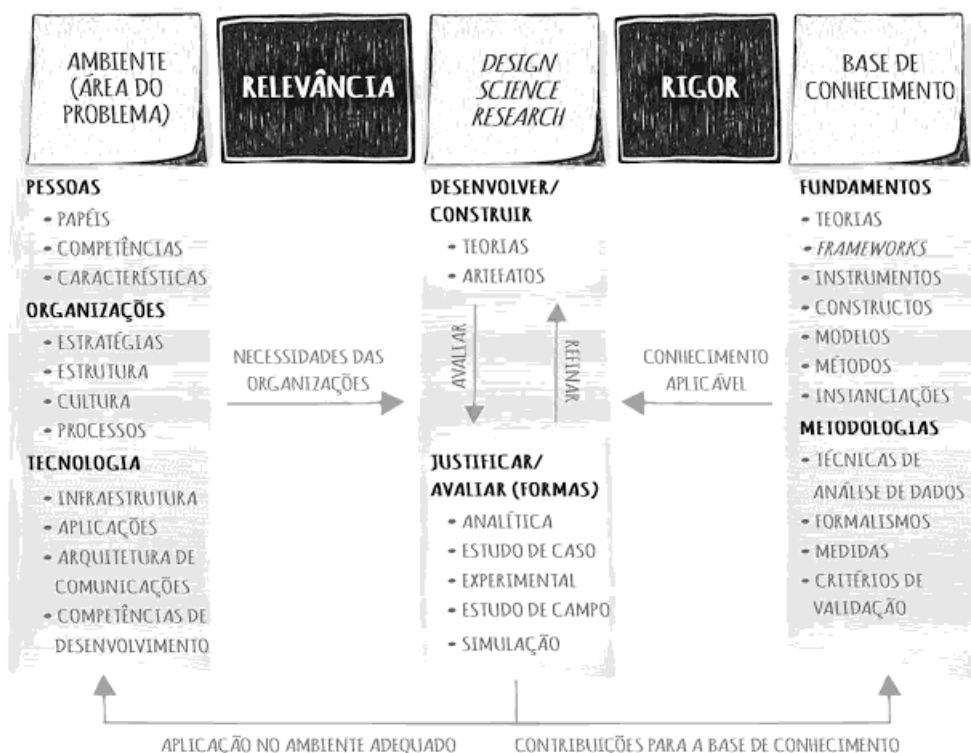 AMBIENTE
(ÁREA DO
PROBLEMA)
RELEVÂNCIA
DESIGN
SCIENCE
RESEARCH
RIGOR
BASE DE
CONHECIMENTO
PESSOAS
• PAPÉIS
• COMPETÊNCIAS
• CARACTERÍSTICAS
ORGANIZAÇÕES
• ESTRATÉGIAS
• ESTRUTURA
• CULTURA
• PROCESSOS
TECNOLOGIA
• INFRAESTRUTURA
• APLICAÇÕES
• ARQUITETURA DE
COMUNICAÇÕES
• COMPETÊNCIAS DE
DESENVOLVIMENTO
NECESSIDADES DAS
ORGANIZAÇÕES
DESENVOLVER/
CONSTRUIR
• TEORIAS
• ARTEFATOS
AVALIAR
REFINAR
JUSTIFICAR/
AVALIAR (FORMAS)
• ANALÍTICA
• ESTUDO DE CASO
• EXPERIMENTAL
• ESTUDO DE CAMPO
• SIMULAÇÃO
CONHECIMENTO
APLICÁVEL
FUNDAMENTOS
• TEORIAS
• FRAMEWORKS
• INSTRUMENTOS
• CONSTRUCTOS
• MODELOS
• MÉTODOS
• INSTANCIAÇÕES
METODOLOGIAS
• TÉCNICAS DE
ANÁLISE DE DADOS
• FORMALISMOS
• MEDIDAS
• CRITÉRIOS DE
VALIDAÇÃO
APLICAÇÃO NO AMBIENTE ADEQUADO
CONTRIBUIÇÕES PARA A BASE DE CONHECIMENTO